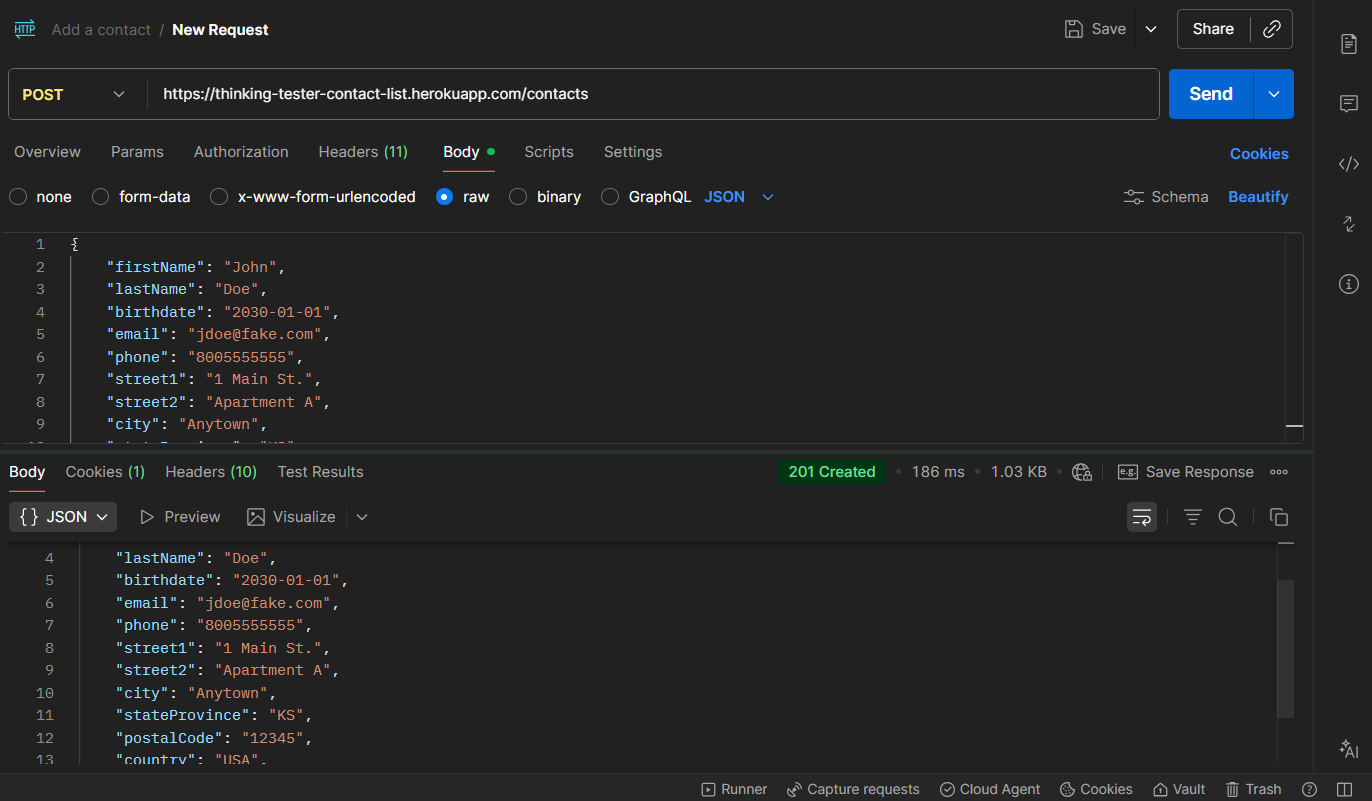 HTTP Add a contact / New Request Save Share
POST https://thinking-tester-contact-list.herokuapp.com/contacts Send
Overview Params Authorization Headers (11) Body Scripts Settings Cookies
none form-data x-www-form-urlencoded raw binary GraphQL JSON Schema Beautify
1 {
2 "firstName": "John",
3 "lastName": "Doe",
4 "birthdate": "2030-01-01",
5 "email": "jdoe@fake.com",
6 "phone": "8005555555",
7 "street1": "1 Main St.",
8 "street2": "Apartment A",
9 "city": "Anytown",
Body Cookies (1) Headers (10) Test Results 201 Created • 186 ms • 1.03 KB • e.g. Save Response
{} JSON Preview Visualize
4 "lastName": "Doe",
5 "birthdate": "2030-01-01",
6 "email": "jdoe@fake.com",
7 "phone": "8005555555",
8 "street1": "1 Main St.",
9 "street2": "Apartment A",
10 "city": "Anytown",
11 "stateProvince": "KS",
12 "postalCode": "12345",
13 "country": "USA",
AI
Runner Capture requests Cloud Agent Cookies Vault Trash